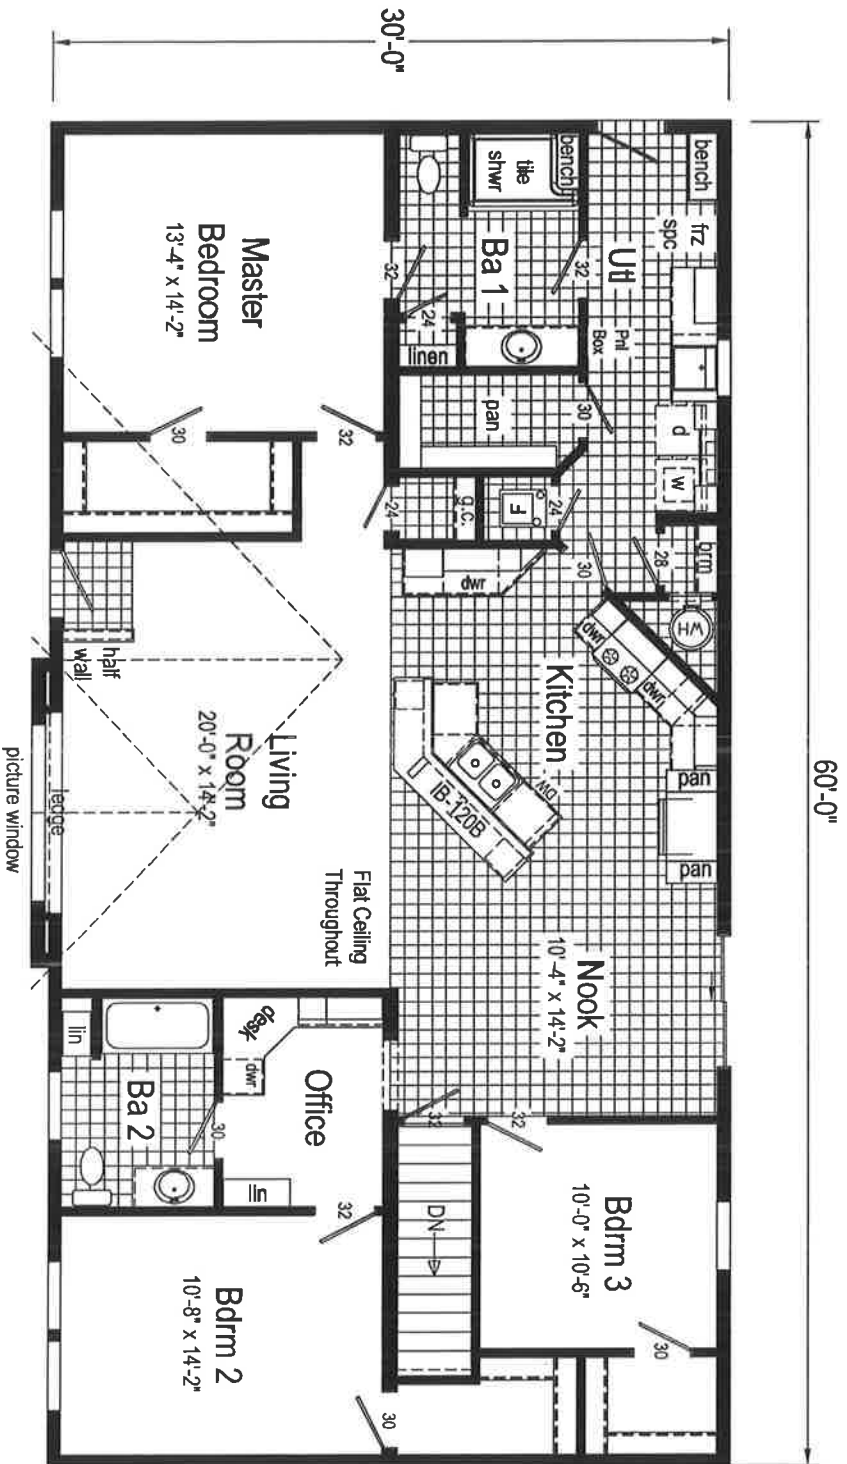 60'-0"
30'-0"
bench
frz
spc
Utl
Pnl
Box
d
w
brm
28
WH
30
bench
tile
shwr
Ba 1
32
32
24
linen
pan
30
g.c.
F
24
24
dwr
dwr
dwr
Kitchen
pan
pan
DW
IB-120B
Nook
10'-4" x 14'-2"
Master
Bedroom
13'-4" x 14'-2"
30
32
half
wall
Living
Room
20'-0" x 14'-2"
Flat Ceiling
Throughout
ledge
picture window
desk
dwr
Office
lin
lin
Ba 2
30
32
32
32
DN
Bdrm 3
10'-0" x 10'-6"
30
Bdrm 2
10'-8" x 14'-2"
30